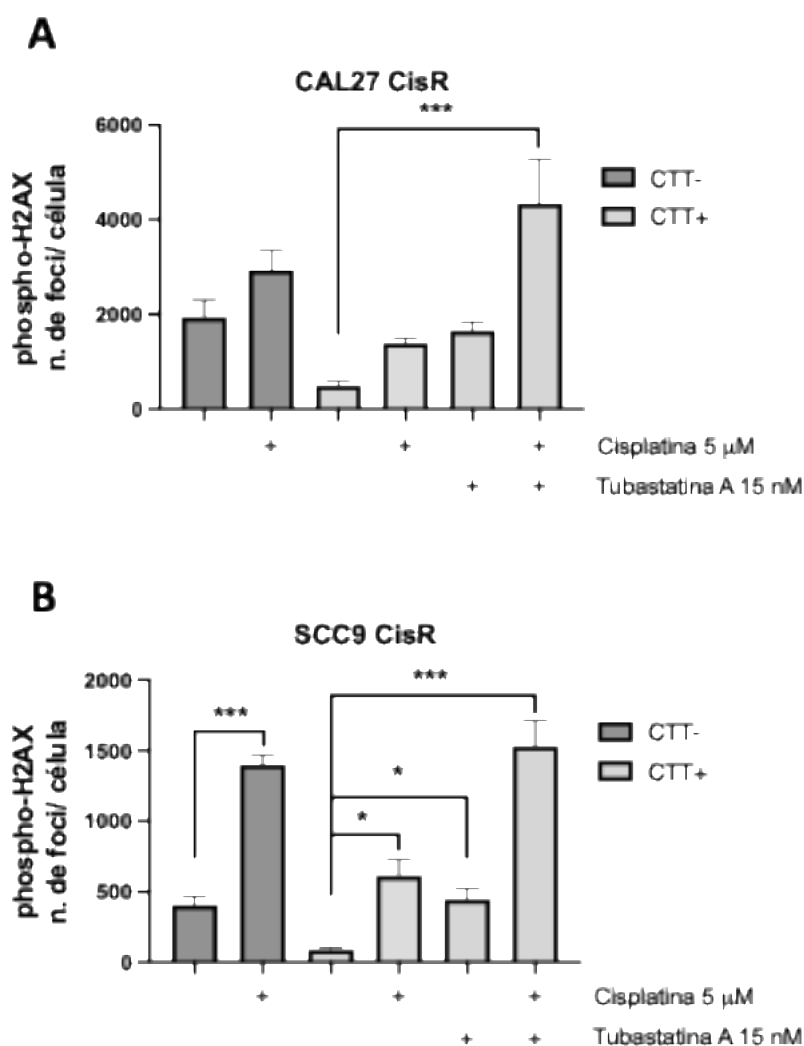 A
CAL27 CisR
***
6000
4000
2000
0
phospho-H2AX
n. de foci/ célula
CTT-
CTT+
+ + + Cisplatina 5 μM
+ + Tubastatina A 15 nM
B
SCC9 CisR
***
***
*
*
2000
1500
1000
500
0
phospho-H2AX
n. de foci/ célula
CTT-
CTT+
+ + + Cisplatina 5 μM
+ + Tubastatina A 15 nM